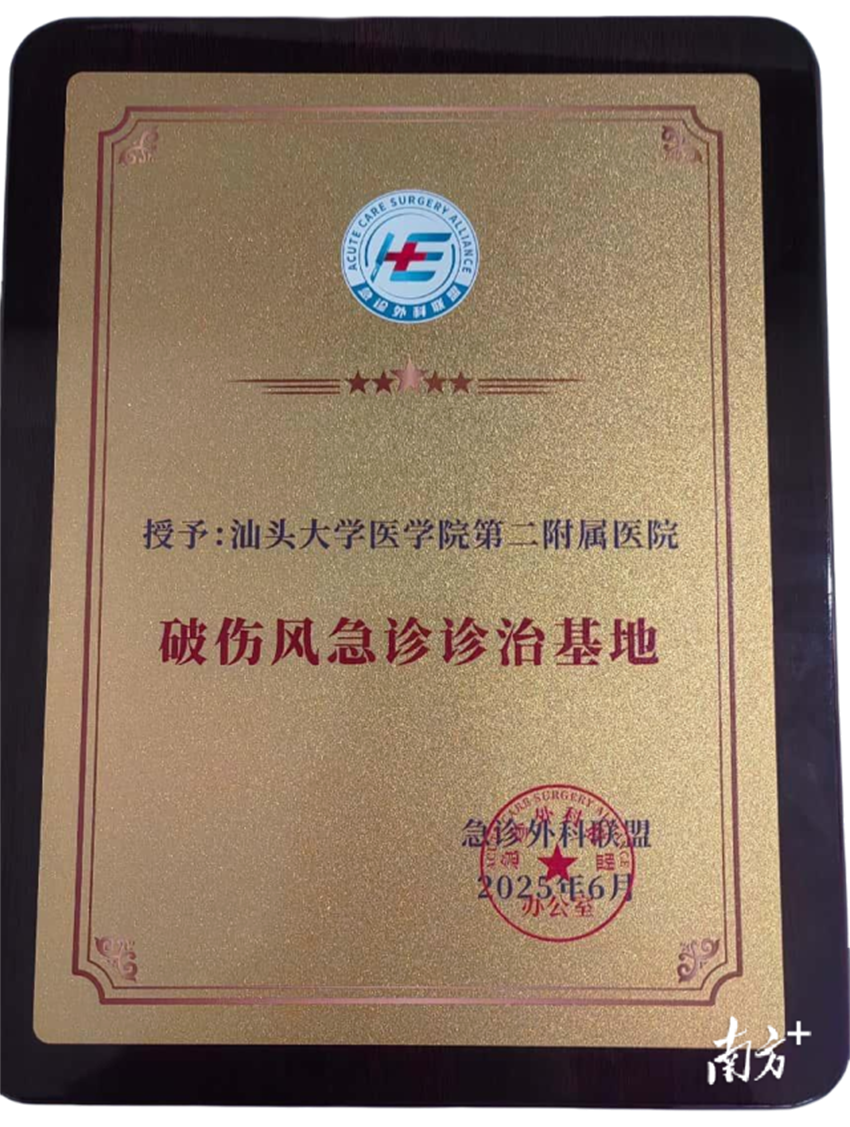 ACUTE CARE SURGERY ALLIANCE
急诊外科联盟
授予:汕头大学医学院第二附属医院
破伤风急诊诊治基地
急诊外科联盟
2025年6月
办公室
南方+